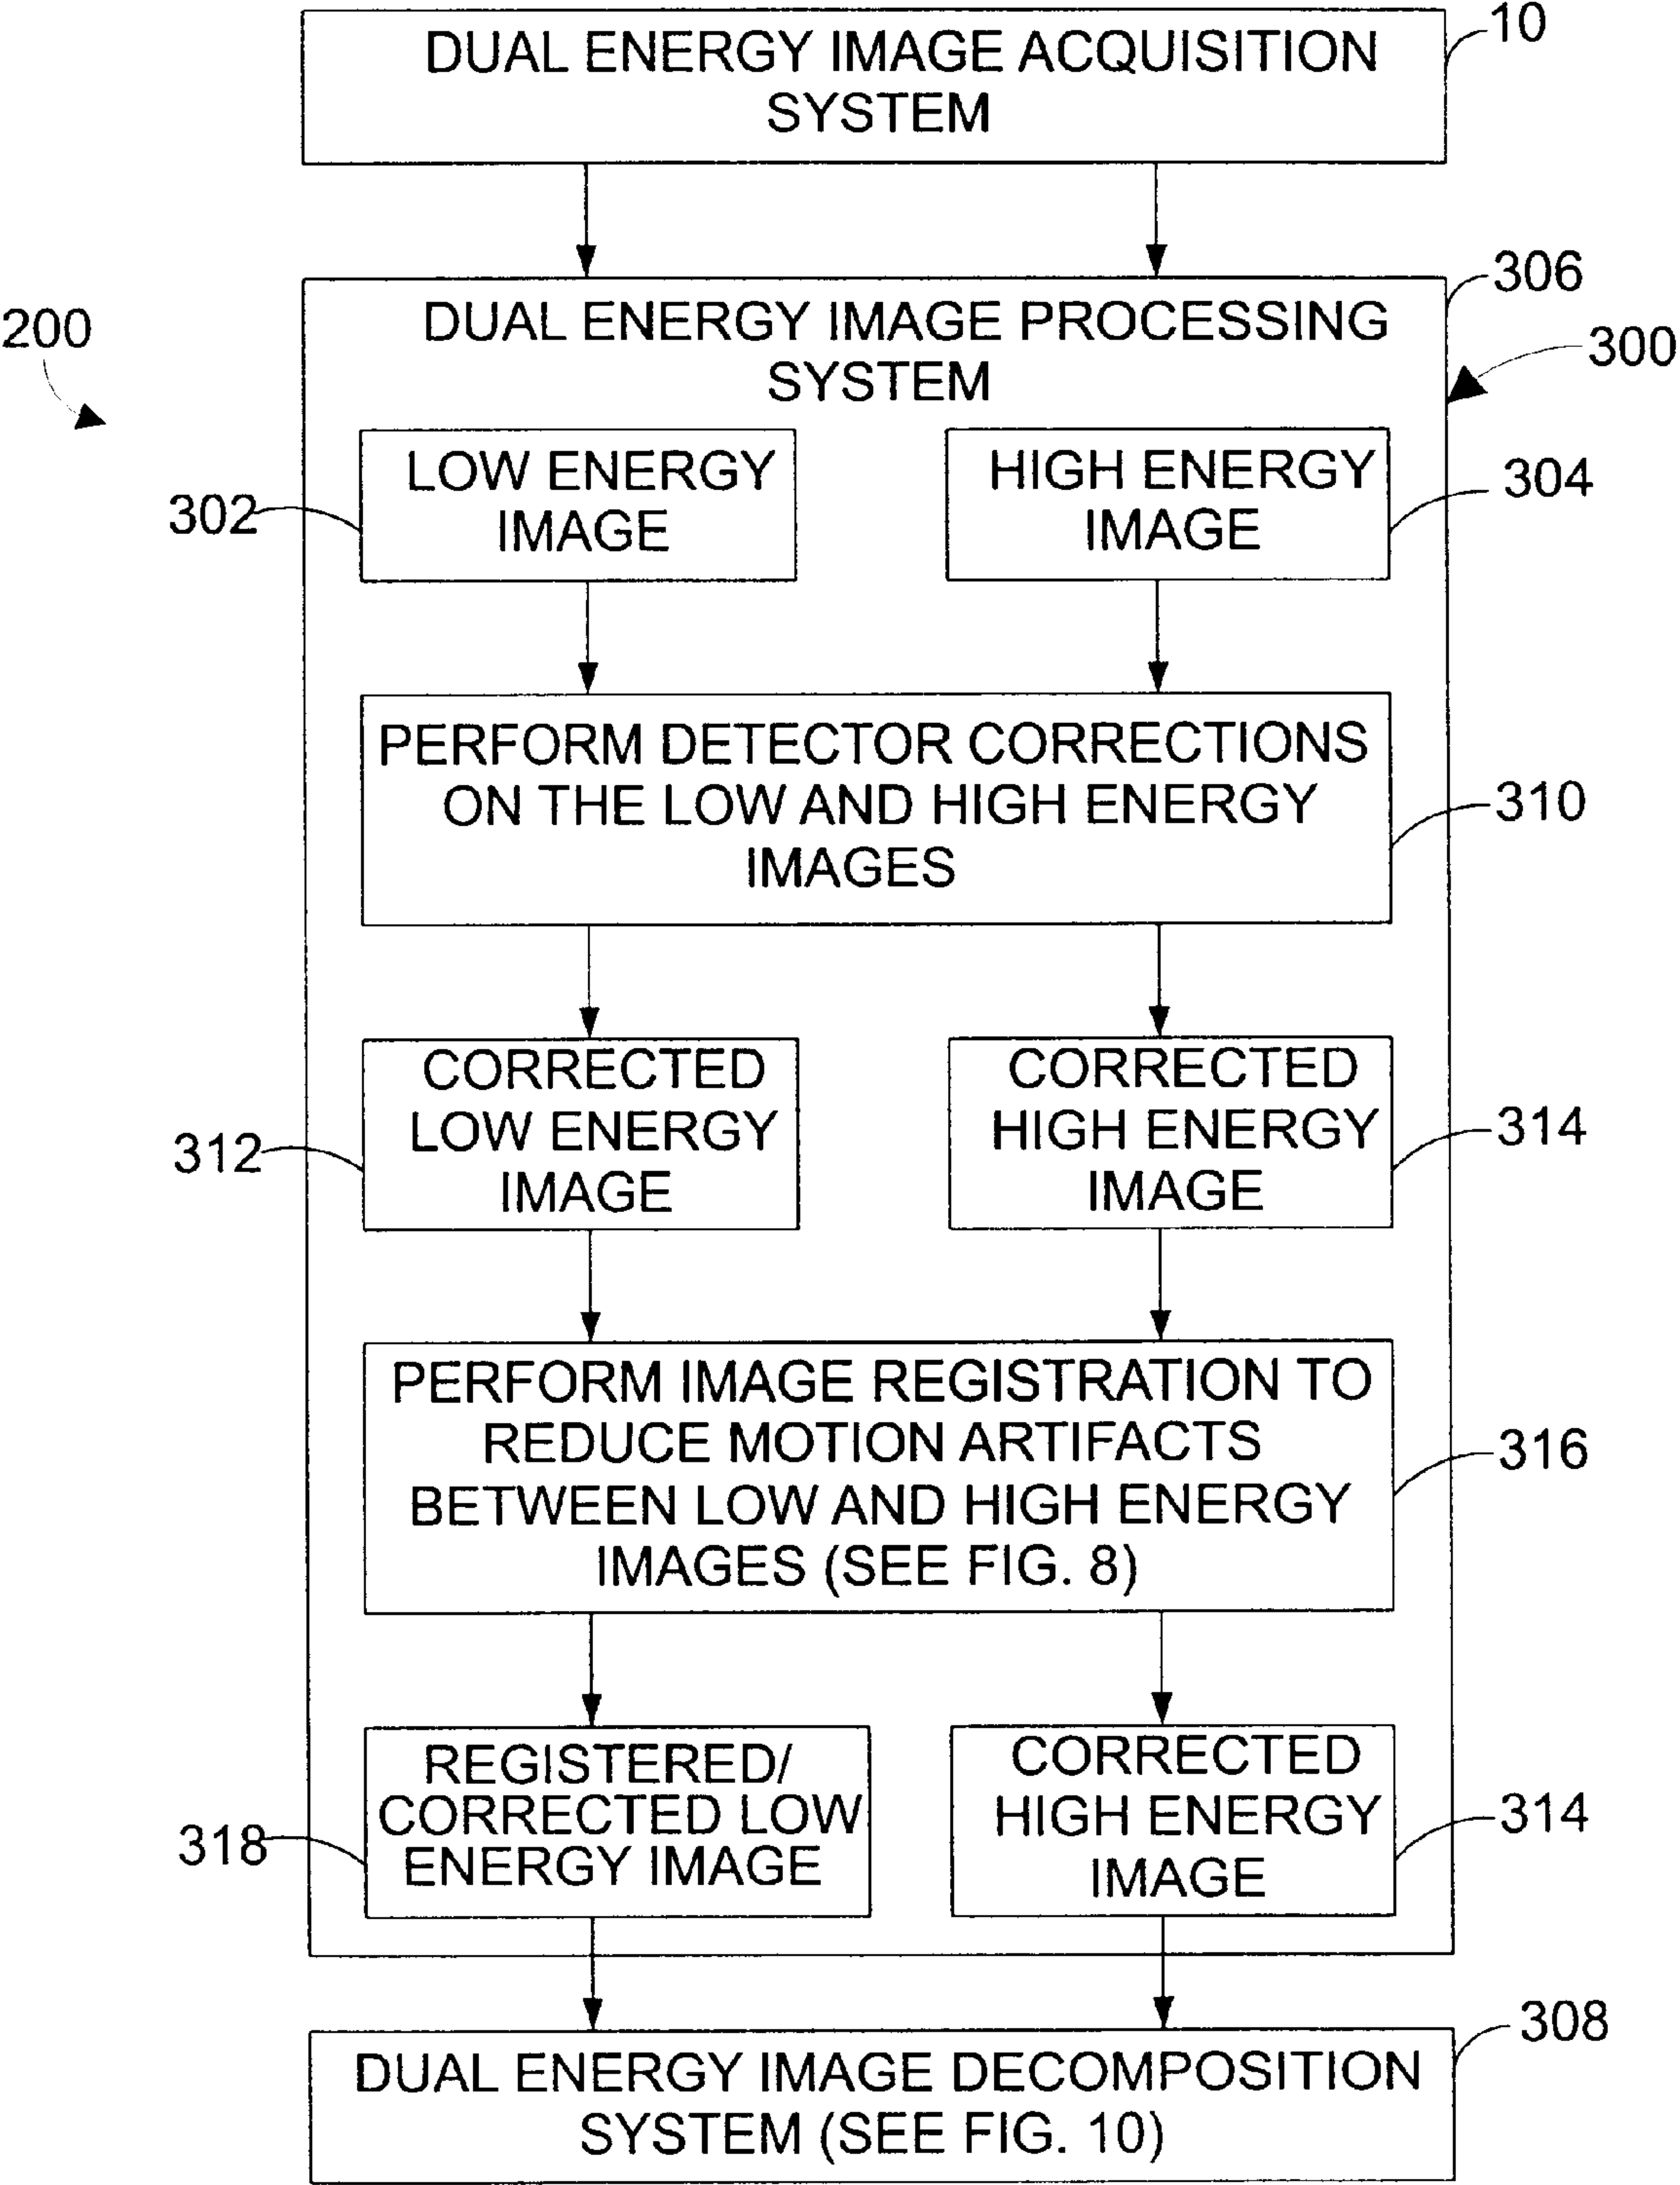 DUAL ENERGY IMAGE ACQUISITION
SYSTEM
10
DUAL ENERGY IMAGE PROCESSING
SYSTEM
306
200
300
LOW ENERGY
IMAGE
302
HIGH ENERGY
IMAGE
304
PERFORM DETECTOR CORRECTIONS
ON THE LOW AND HIGH ENERGY
IMAGES
310
CORRECTED
LOW ENERGY
IMAGE
312
CORRECTED
HIGH ENERGY
IMAGE
314
PERFORM IMAGE REGISTRATION TO
REDUCE MOTION ARTIFACTS
BETWEEN LOW AND HIGH ENERGY
IMAGES (SEE FIG. 8)
316
REGISTERED/
CORRECTED LOW
ENERGY IMAGE
318
CORRECTED
HIGH ENERGY
IMAGE
314
DUAL ENERGY IMAGE DECOMPOSITION
SYSTEM (SEE FIG. 10)
308